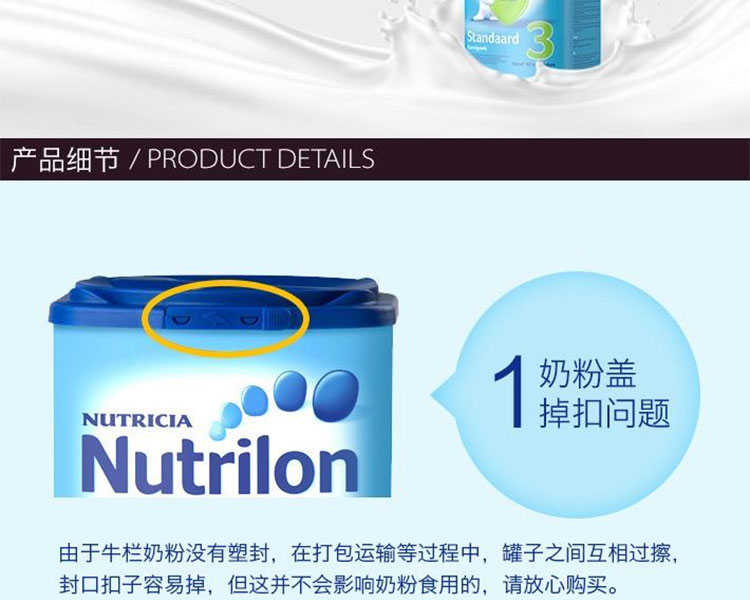 Standaard 3
产品细节 / PRODUCT DETAILS
1 奶粉盖
掉扣问题
NUTRICIA
Nutrilon
由于牛栏奶粉没有塑封，在打包运输等过程中，罐子之间互相过擦，
封口扣子容易掉，但这并不会影响奶粉食用的，请放心购买。